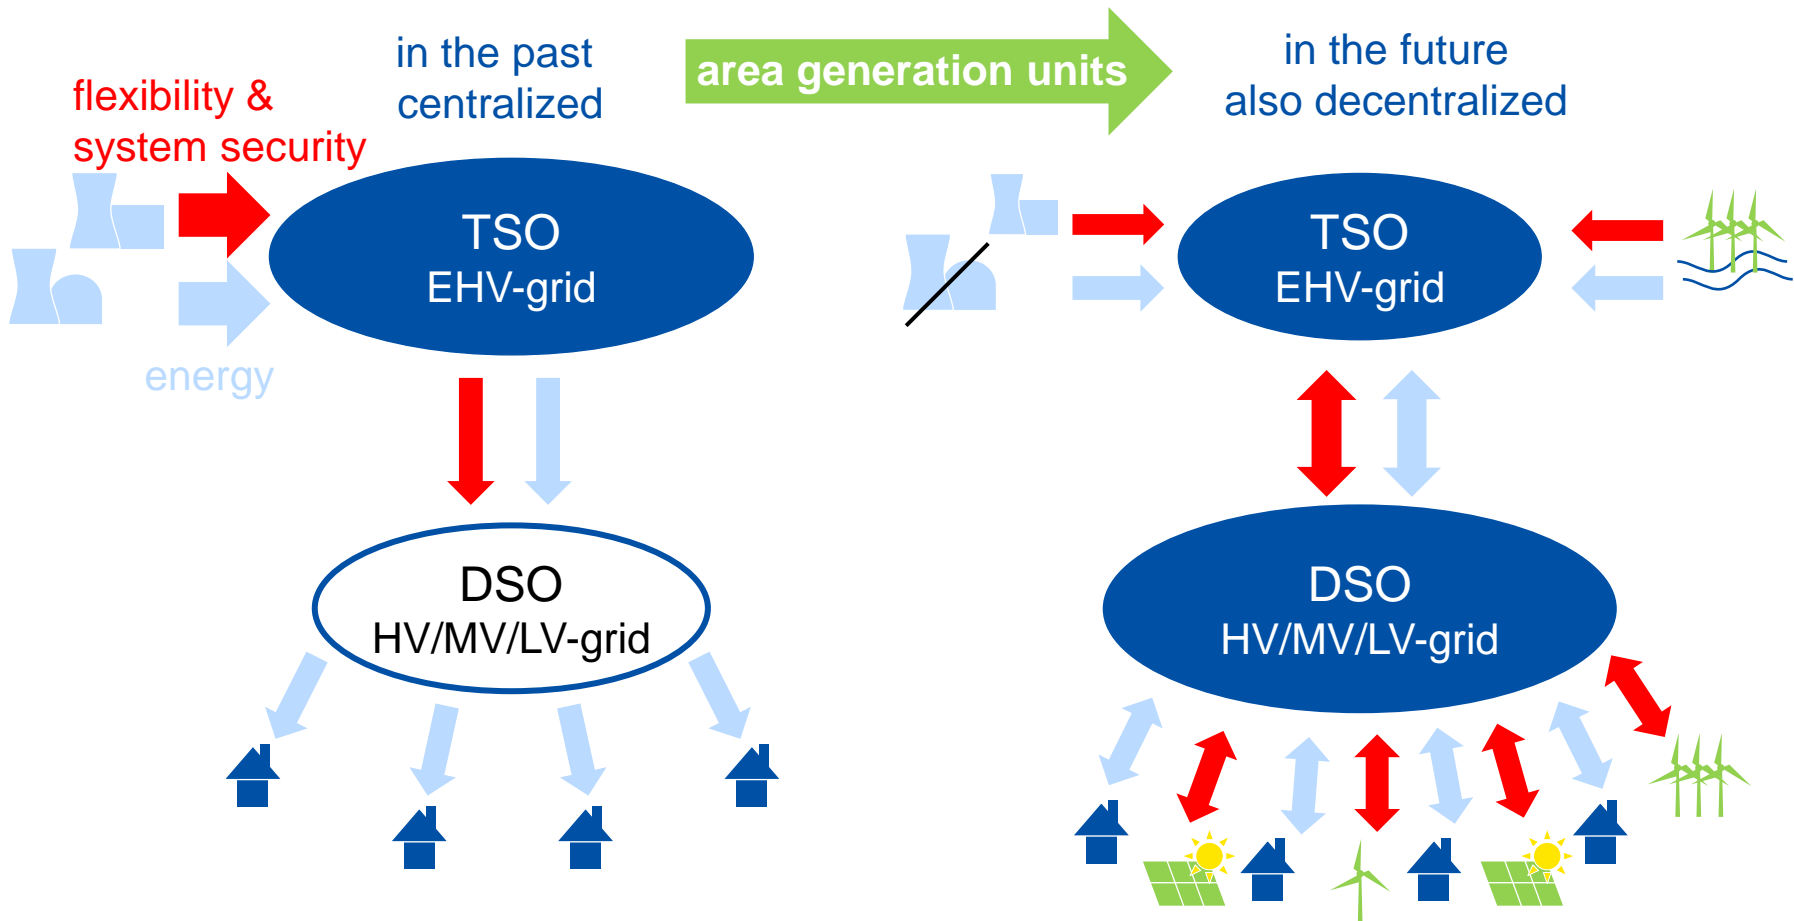 in the past
centralized
area generation units
in the future
also decentralized
flexibility &
system security
energy
TSO
EHV-grid
DSO
HV/MV/LV-grid
TSO
EHV-grid
DSO
HV/MV/LV-grid